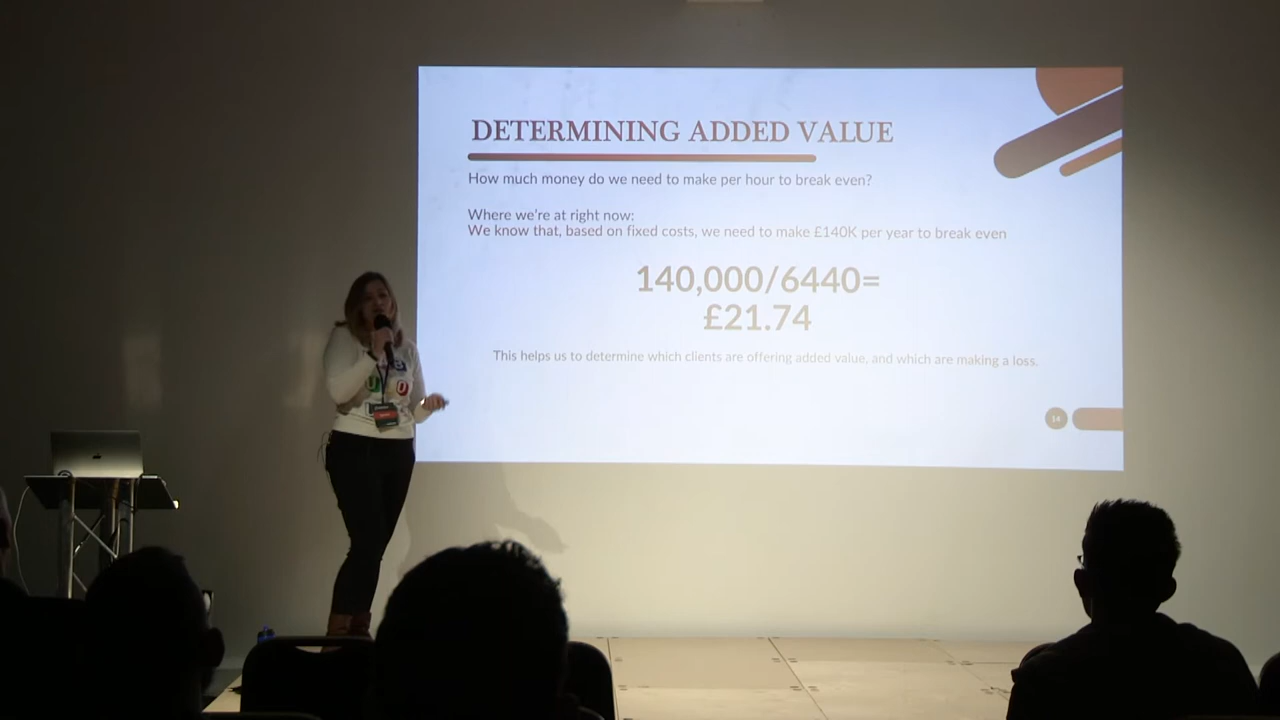 DETERMINING ADDED VALUE
How much money do we need to make per hour to break even?
Where we're at right now:
We know that, based on fixed costs, we need to make £140K per year to break even
140,000/6440=
£21.74
This helps us to determine which clients are offering added value, and which are making a loss.
14